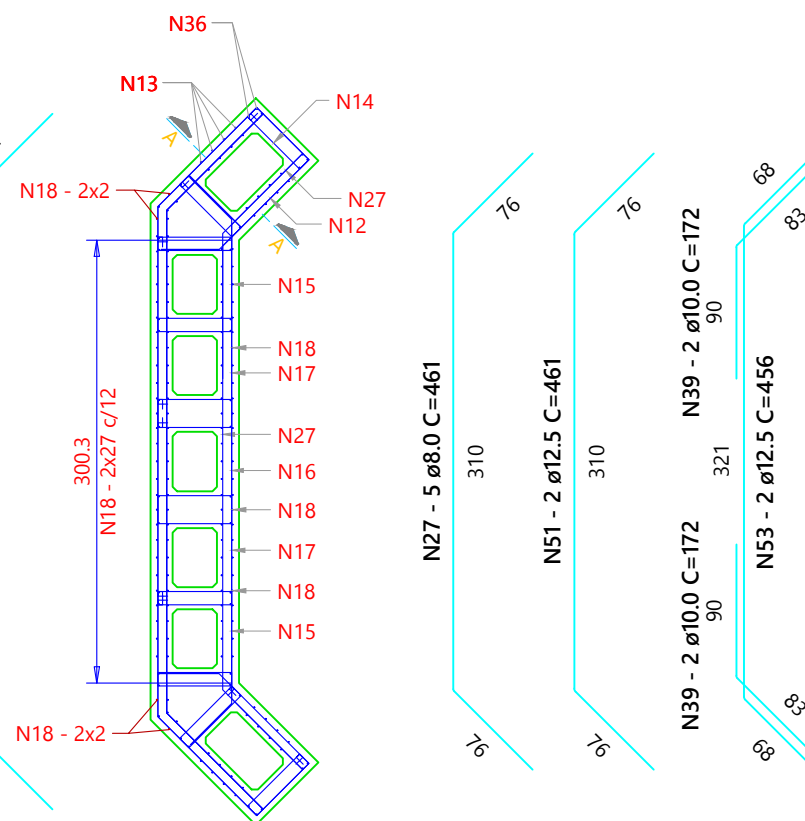 N36
N13
N14
A
N18 - 2x2
N27
N12
A
N15
N18
N17
300.3
N18 - 2x27 c/12
N27
N16
N18
N17
N18
N15
N18 - 2x2
76
N27 - 5 ø8.0 C=461
310
76
76
N51 - 2 ø12.5 C=461
310
76
68
83
N39 - 2 ø10.0 C=172
90
321
N53 - 2 ø12.5 C=456
N39 - 2 ø10.0 C=172
90
83
68